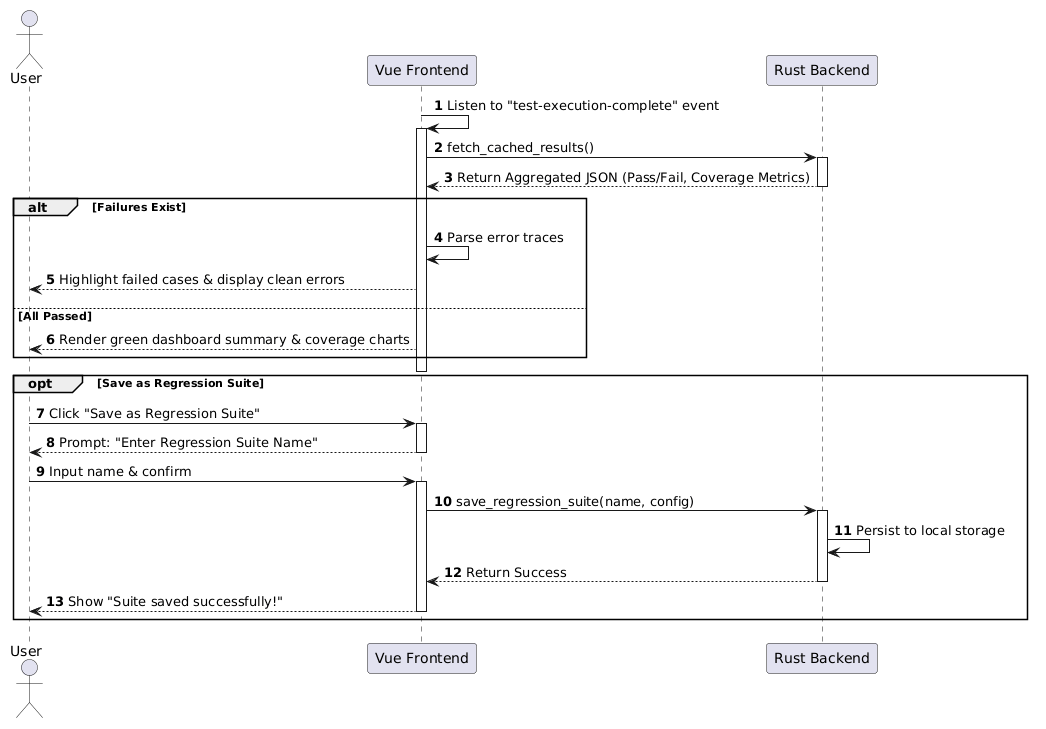 User
Vue Frontend
Rust Backend
1 Listen to "test-execution-complete" event
2 fetch_cached_results()
3 Return Aggregated JSON (Pass/Fail, Coverage Metrics)
alt [Failures Exist]
4 Parse error traces
5 Highlight failed cases & display clean errors
[All Passed]
6 Render green dashboard summary & coverage charts
opt [Save as Regression Suite]
7 Click "Save as Regression Suite"
8 Prompt: "Enter Regression Suite Name"
9 Input name & confirm
10 save_regression_suite(name, config)
11 Persist to local storage
12 Return Success
13 Show "Suite saved successfully!"
User
Vue Frontend
Rust Backend